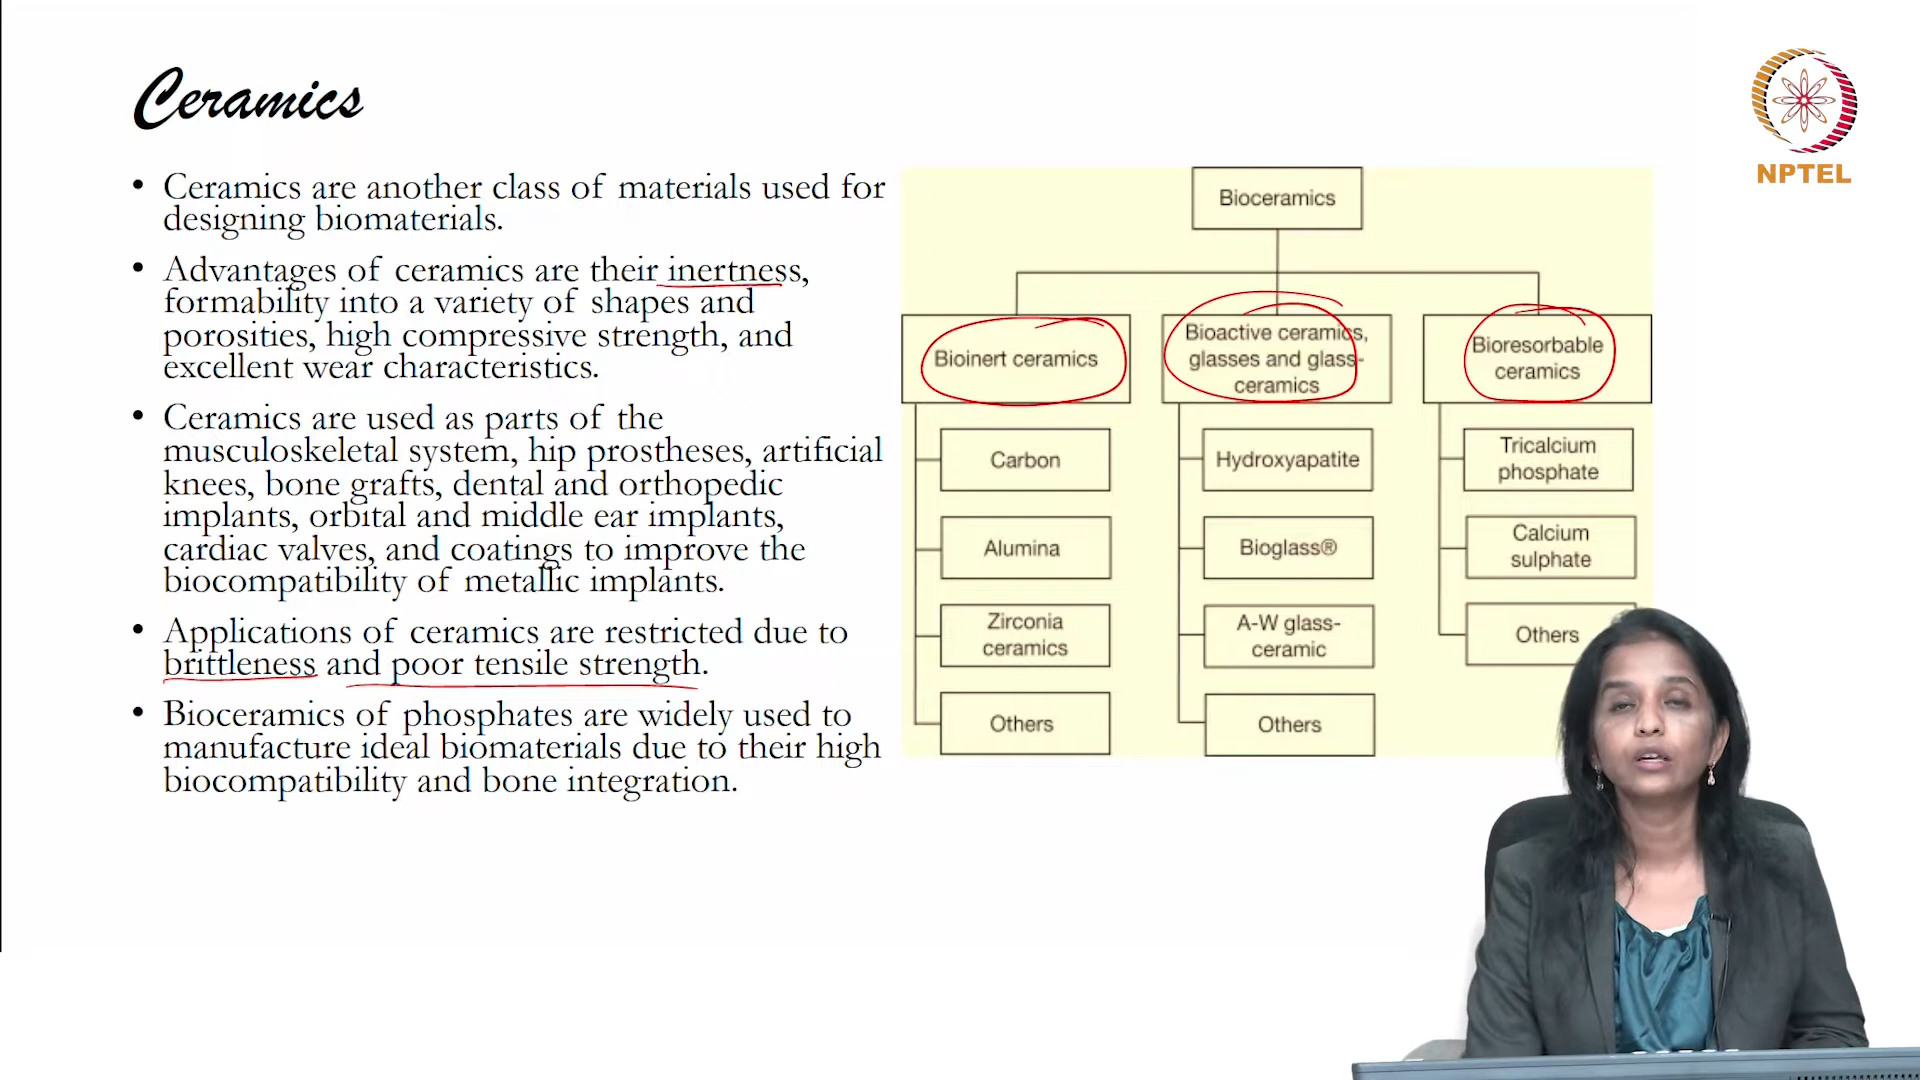 Ceramics
NPTEL
• Ceramics are another class of materials used for
designing biomaterials.
• Advantages of ceramics are their inertness,
formability into a variety of shapes and
porosities, high compressive strength, and
excellent wear characteristics.
• Ceramics are used as parts of the
musculoskeletal system, hip prostheses, artificial
knees, bone grafts, dental and orthopedic
implants, orbital and middle ear implants,
cardiac valves, and coatings to improve the
biocompatibility of metallic implants.
• Applications of ceramics are restricted due to
brittleness and poor tensile strength.
• Bioceramics of phosphates are widely used to
manufacture ideal biomaterials due to their high
biocompatibility and bone integration.
Bioceramics
Bioinert ceramics
Carbon
Alumina
Zirconia
ceramics
Others
Bioactive ceramics,
glasses and glass-
ceramics
Hydroxyapatite
Bioglass®
A-W glass-
ceramic
Others
Bioresorbable
ceramics
Tricalcium
phosphate
Calcium
sulphate
Others